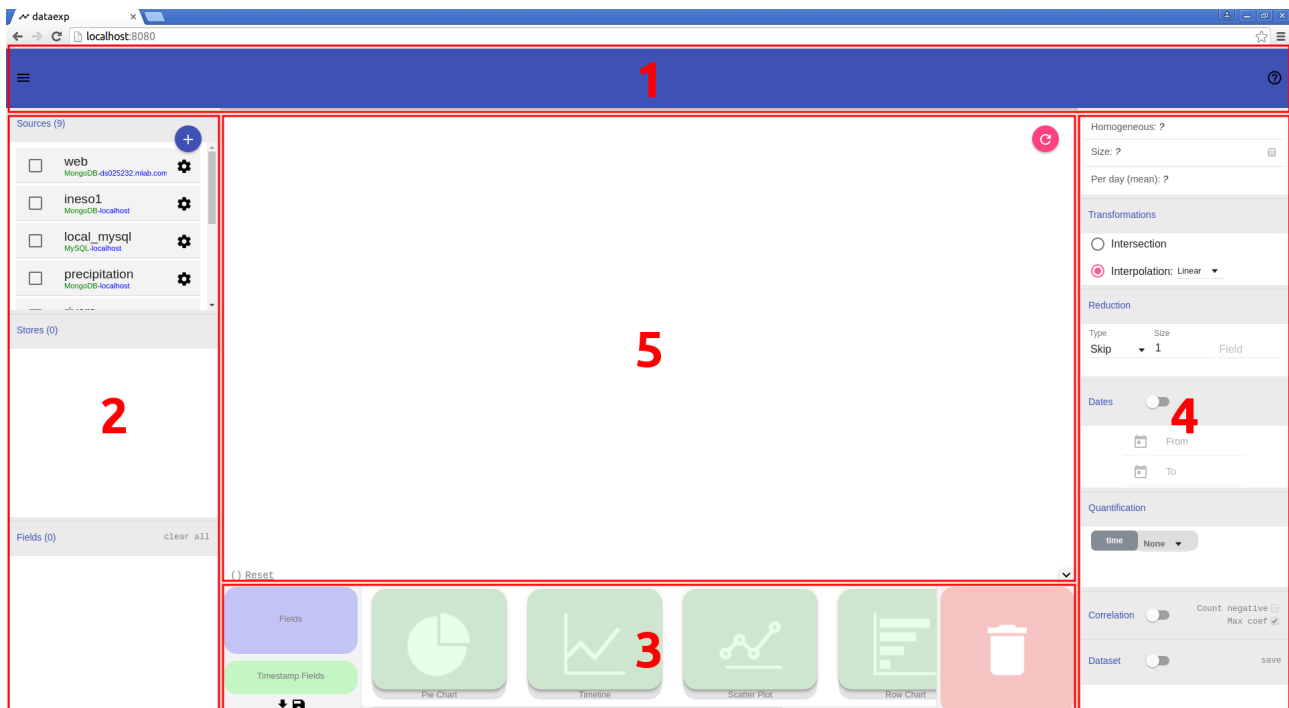 dataexp
localhost:8080
1
Sources (9)
web
MongoDB-ds025232.mlab.com
ineso1
MongoDB-localhost
local_mysql
MySQL-localhost
precipitation
MongoDB-localhost
Stores (0)
2
Fields (0) clear all
5
() Reset
Fields
Timestamp Fields
3
Pie Chart
Timeline
Scatter Plot
Row Chart
Homogeneous: ?
Size: ?
Per day (mean): ?
Transformations
Intersection
Interpolation: Linear
Reduction
Type Size
Skip 1 Field
Dates
4
From
To
Quantification
time None
Correlation Count negative
Max coef
Dataset save